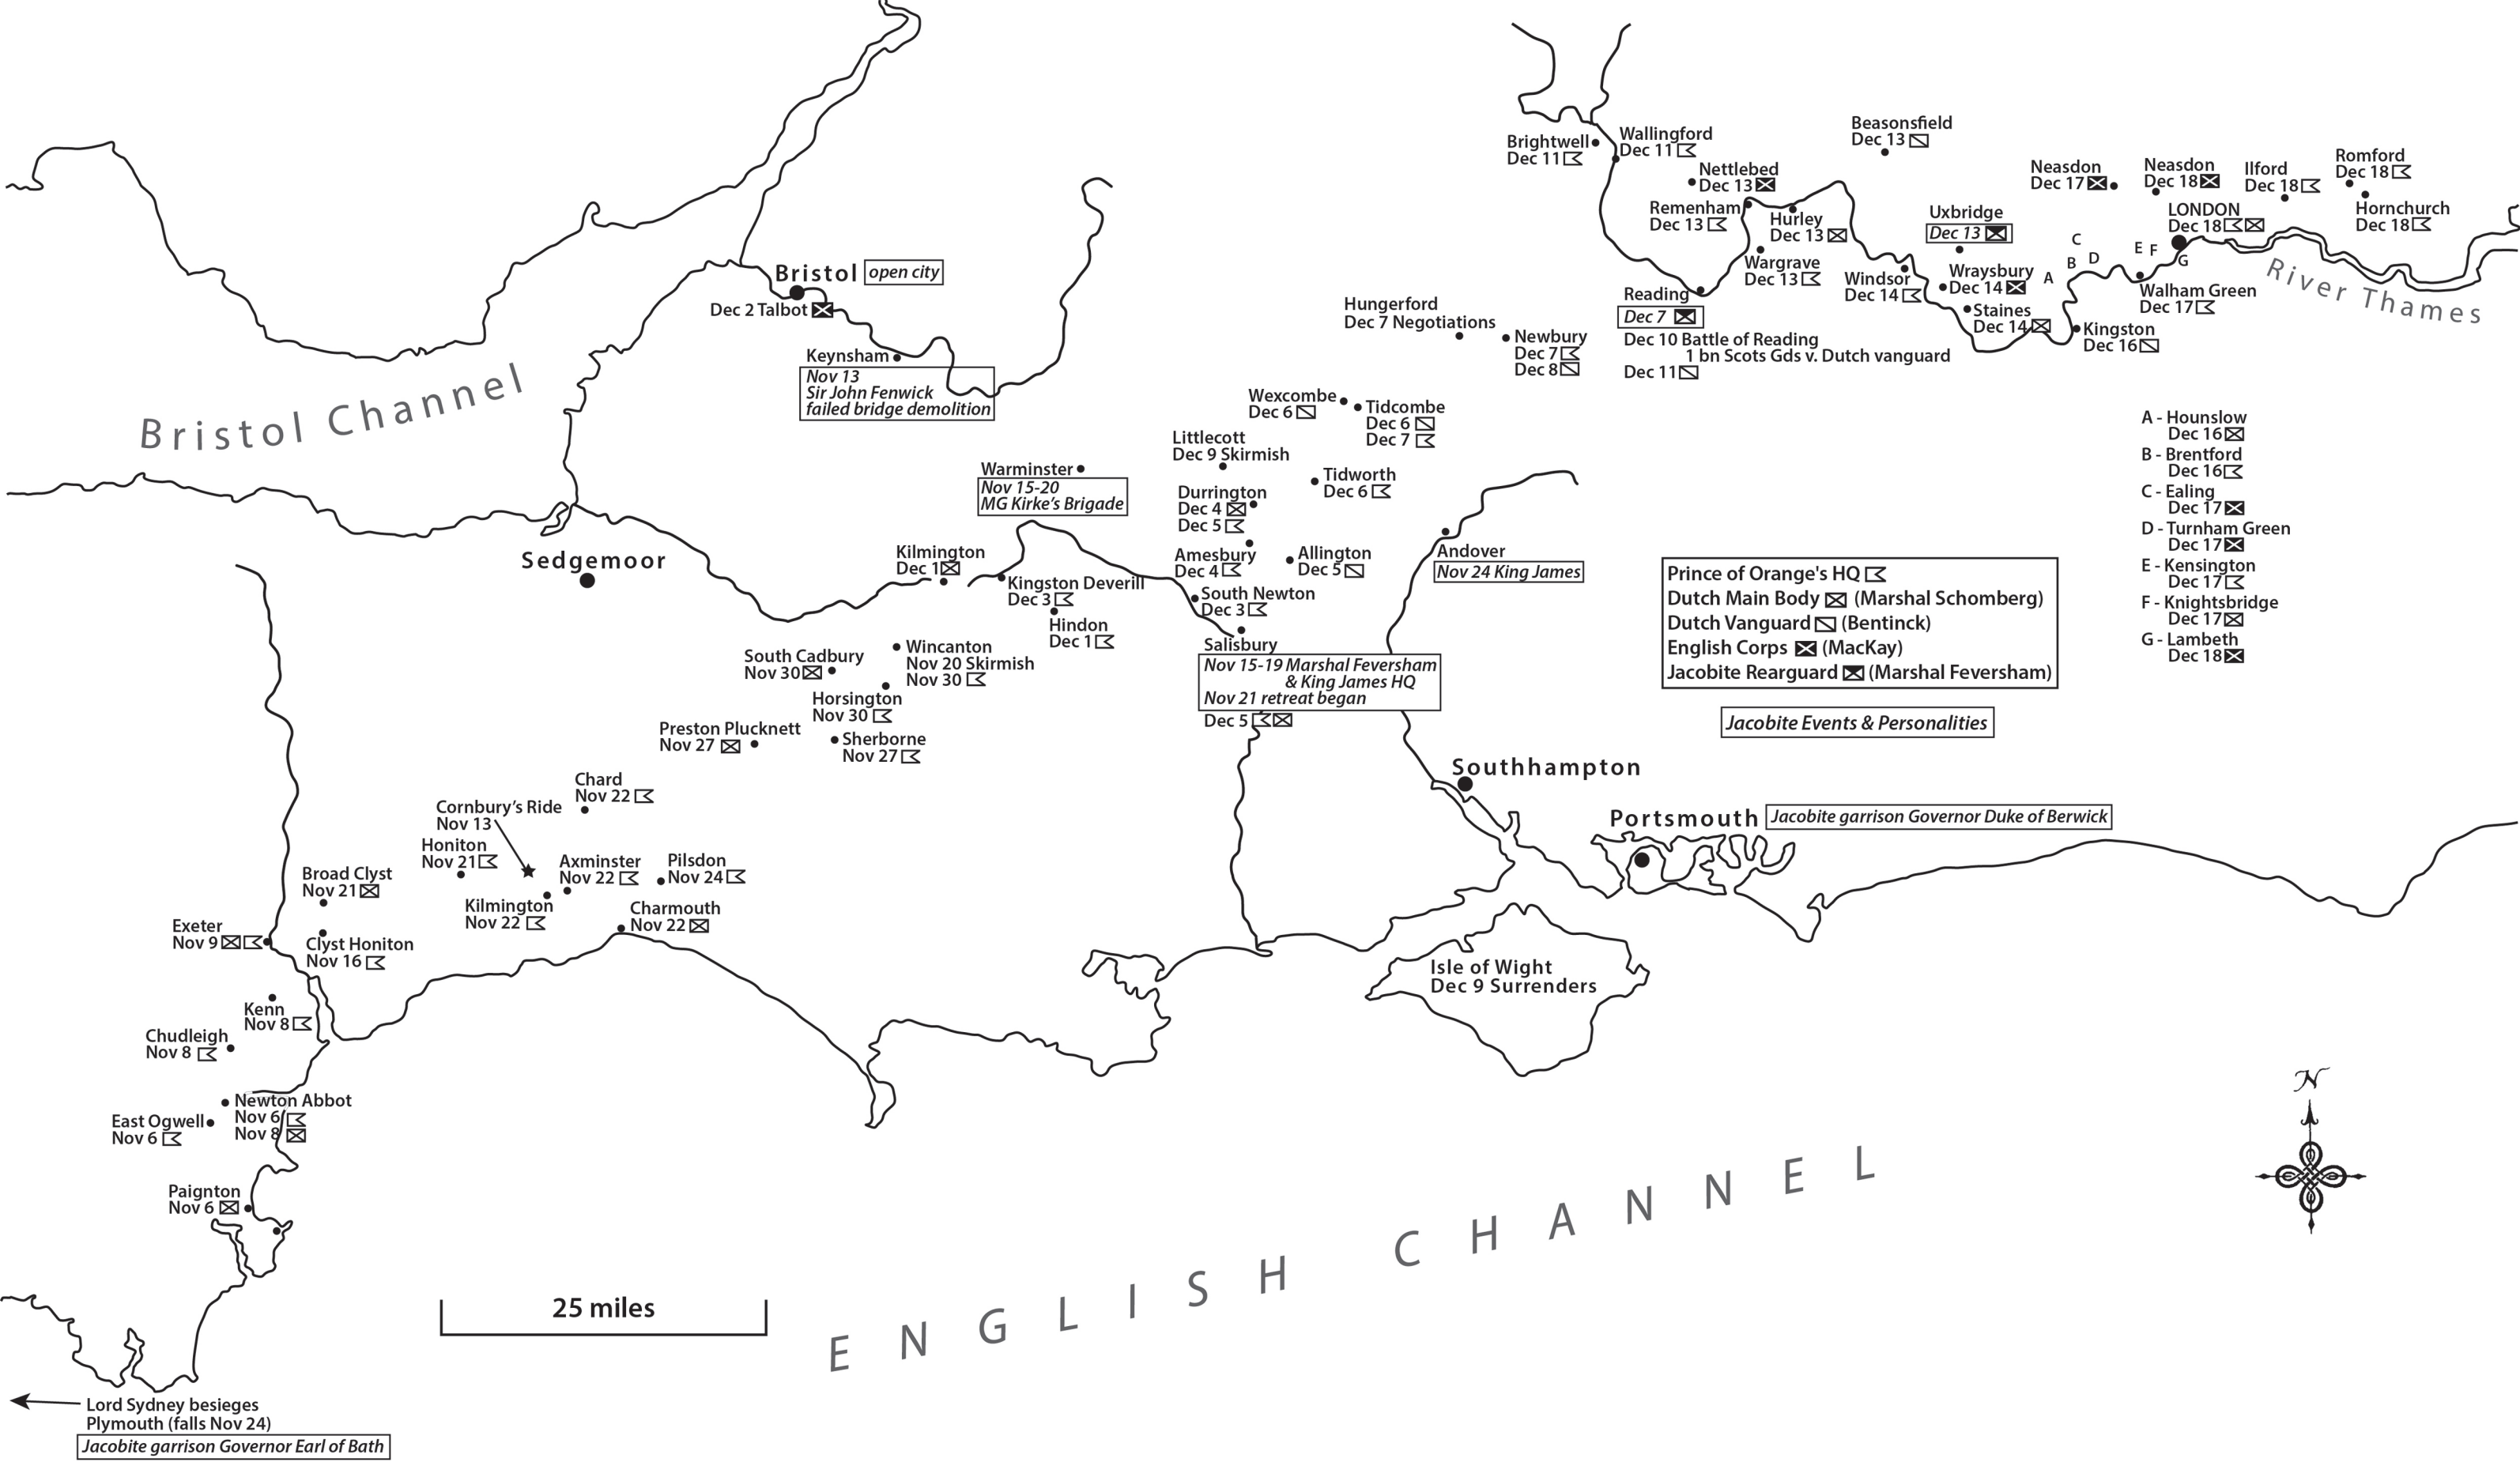 Bristol Channel
Bristol
open city
Dec 2 Talbot
Keynsham
Nov 13
Sir John Fenwick
failed bridge demolition
Sedgemoor
Warminster
Nov 15-20
MG Kirke's Brigade
Kilmington
Dec 1
Kingston Deverill
Dec 3
Hindon
Dec 1
South Cadbury
Nov 30
Wincanton
Nov 20 Skirmish
Nov 30
Horsington
Nov 30
Preston Plucknett
Nov 27
Sherborne
Nov 27
Chard
Nov 22
Cornbury's Ride
Nov 13
Honiton
Nov 21
Axminster
Nov 22
Pilsdon
Nov 24
Kilmington
Nov 22
Charmouth
Nov 22
Broad Clyst
Nov 21
Exeter
Nov 9
Clyst Honiton
Nov 16
Kenn
Nov 8
Chudleigh
Nov 8
Newton Abbot
Nov 6
Nov 8
East Ogwell
Nov 6
Paignton
Nov 6
Lord Sydney besieges
Plymouth (falls Nov 24)
Jacobite garrison Governor Earl of Bath
25 miles
ENGLISH CHANNEL
Hungerford
Dec 7 Negotiations
Newbury
Dec 7
Dec 8
Wexcombe
Dec 6
Tidcombe
Dec 6
Dec 7
Littlecott
Dec 9 Skirmish
Tidworth
Dec 6
Durrington
Dec 4
Dec 5
Amesbury
Dec 4
Allington
Dec 5
South Newton
Dec 3
Salisbury
Nov 15-19 Marshal Feversham
& King James HQ
Nov 21 retreat began
Dec 5
Andover
Nov 24 King James
Southhampton
Portsmouth
Jacobite garrison Governor Duke of Berwick
Isle of Wight
Dec 9 Surrenders
Brightwell
Dec 11
Wallingford
Dec 11
Nettlebed
Dec 13
Remenham
Dec 13
Hurley
Dec 13
Wargrave
Dec 13
Reading
Dec 7
Dec 10 Battle of Reading
1 bn Scots Gds v. Dutch vanguard
Dec 11
Beasonsfield
Dec 13
Windsor
Dec 14
Uxbridge
Dec 13
Wraysbury
Dec 14
Staines
Dec 14
Kingston
Dec 16
Neasdon
Dec 17
Neasdon
Dec 18
Ilford
Dec 18
Romford
Dec 18
Hornchurch
Dec 18
LONDON
Dec 18
Walham Green
Dec 17
River Thames
A
B
C
D
E
F
G
A - Hounslow
Dec 16
B - Brentford
Dec 16
C - Ealing
Dec 17
D - Turnham Green
Dec 17
E - Kensington
Dec 17
F - Knightsbridge
Dec 17
G - Lambeth
Dec 18
Prince of Orange's HQ
Dutch Main Body (Marshal Schomberg)
Dutch Vanguard (Bentinck)
English Corps (MacKay)
Jacobite Rearguard (Marshal Feversham)
Jacobite Events & Personalities
N